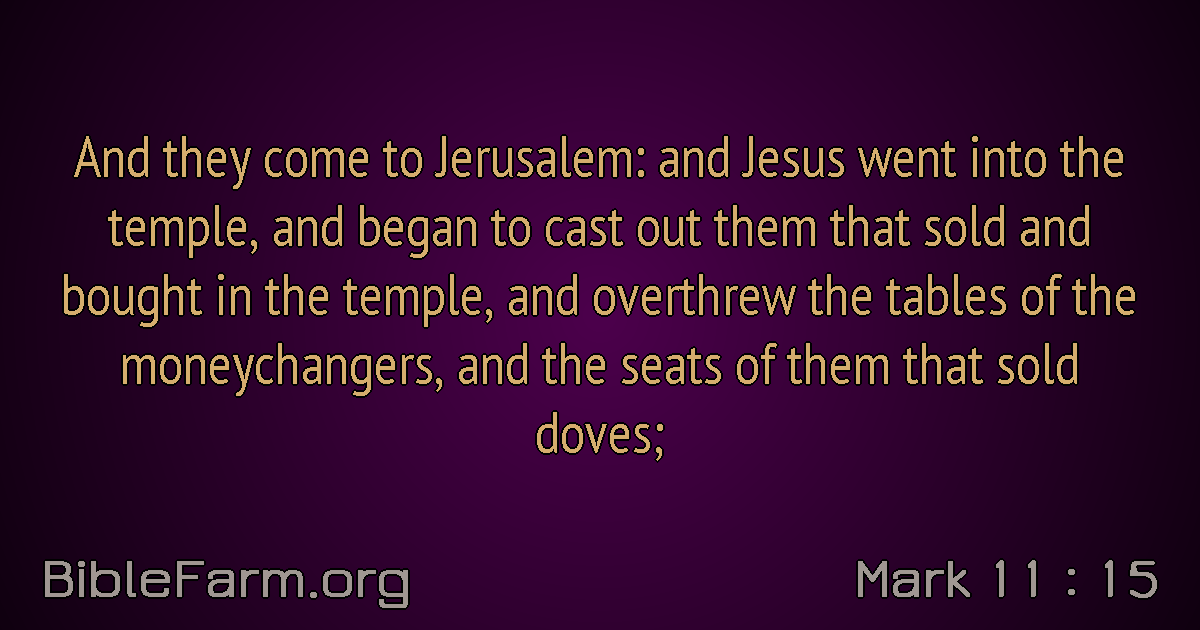 And they come to Jerusalem: and Jesus went into the
temple, and began to cast out them that sold and
bought in the temple, and overthrew the tables of the
moneychangers, and the seats of them that sold
doves;
BibleFarm.org
Mark 11 : 15